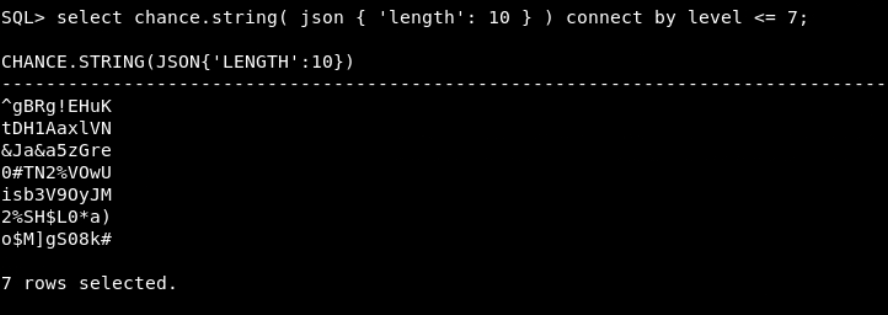 SQL> select chance.string( json { 'length': 10 } ) connect by level <= 7;
CHANCE.STRING(JSON{'LENGTH':10})
--------------------------------------------------------------------------------
^gBRg!EHuK
tDH1AaxlVN
&Ja&a5zGre
0#TN2%VOwU
isb3V9OyJM
2%SH$L0*a)
o$M]gS08k#
7 rows selected.